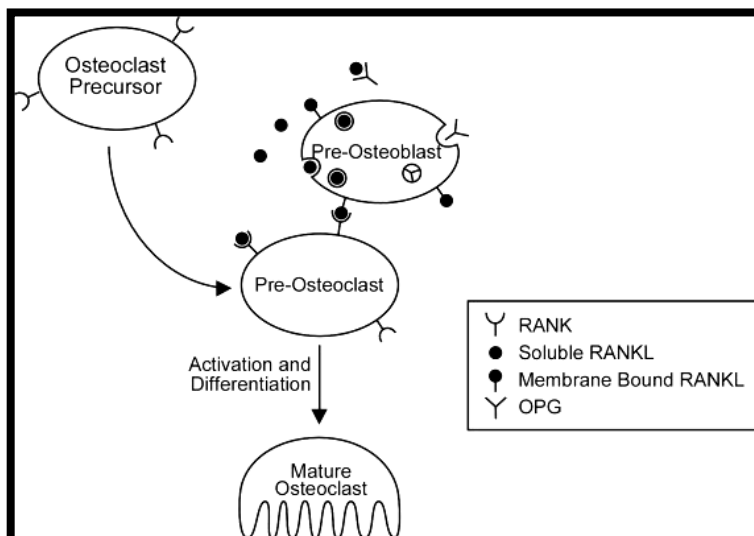 Osteoclast
Precursor
Pre-Osteoblast
Pre-Osteoclast
Activation and
Differentiation
Mature
Osteoclast
RANK
Soluble RANKL
Membrane Bound RANKL
OPG